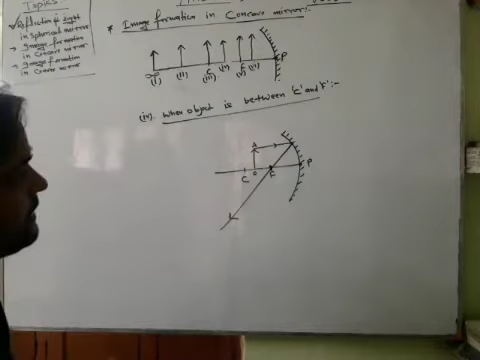 Topics
Reflection of light
in spherical mirrors
→ Image formation
in Concave mirror
→ Image formation
in Convex mirror
* Image formation in Concave mirror:
C F P
(i) (ii) (iii) (iv) (v) (vi)
(iv) When object is between 'C' and 'F' :-
A
P
C O F